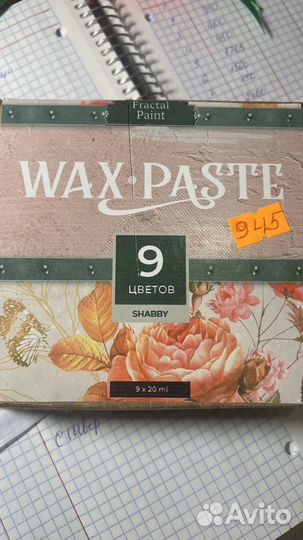 Fractal
Paint
WAX PASTE
945
9
ЦВЕТОВ
SHABBY
9 x 20 ml
Avito